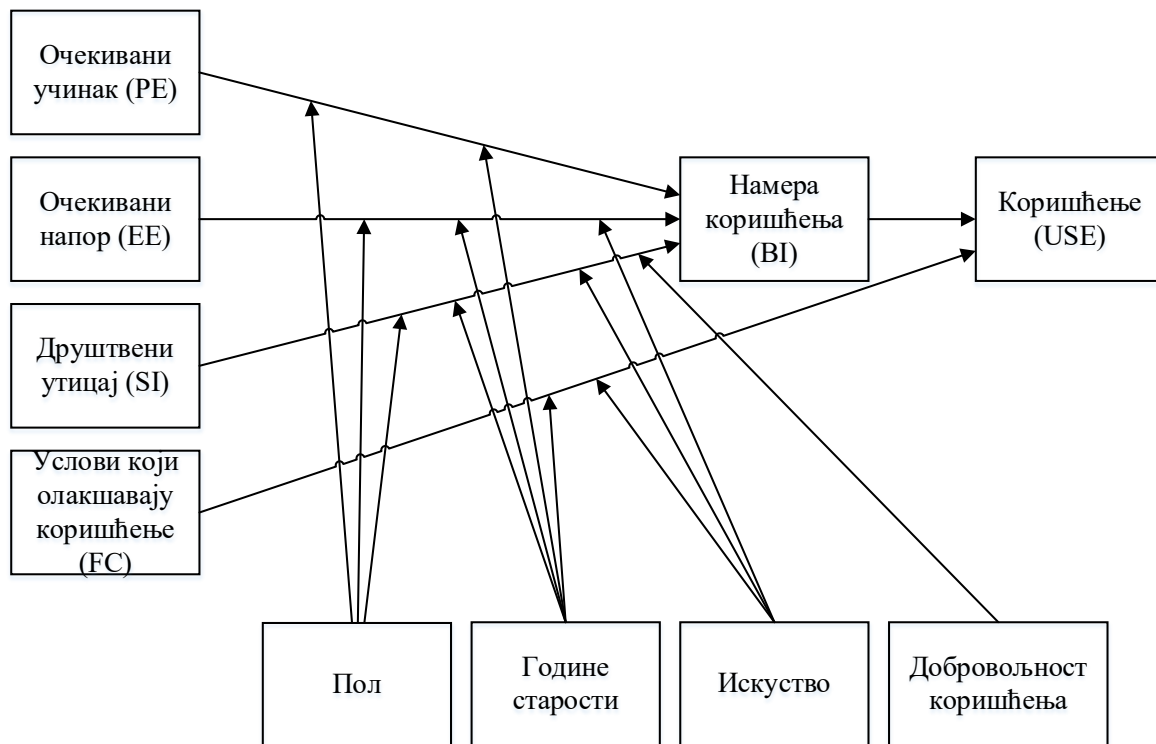 Очекивани
учинак (PE)
Очекивани
напор (EE)
Друштвени
утицај (SI)
Услови који
олакшавају
коришћење
(FC)
Намера
коришћења
(BI)
Коришћење
(USE)
Пол
Године
старости
Искуство
Добровољност
коришћења